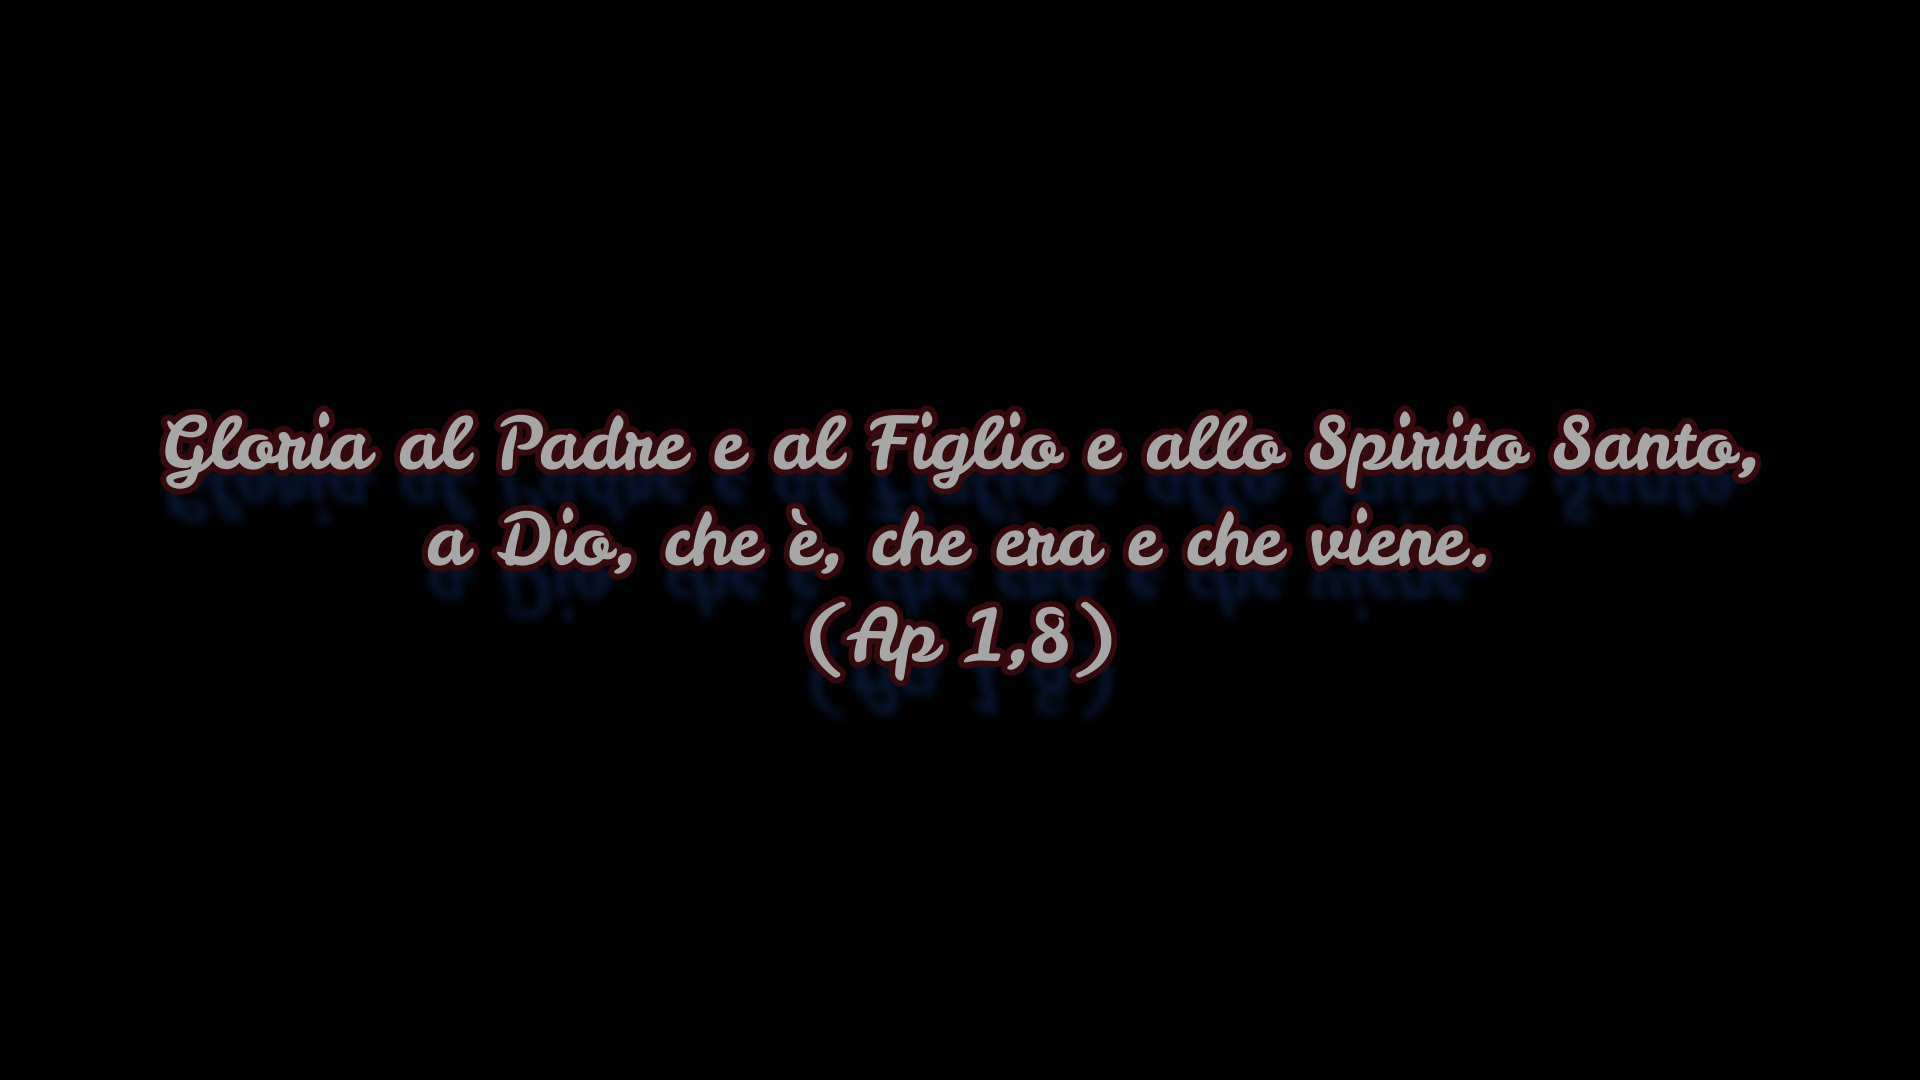 Gloria al Padre e al Figlio e allo Spirito Santo,
a Dio, che è, che era e che viene.
(Ap 1,8)